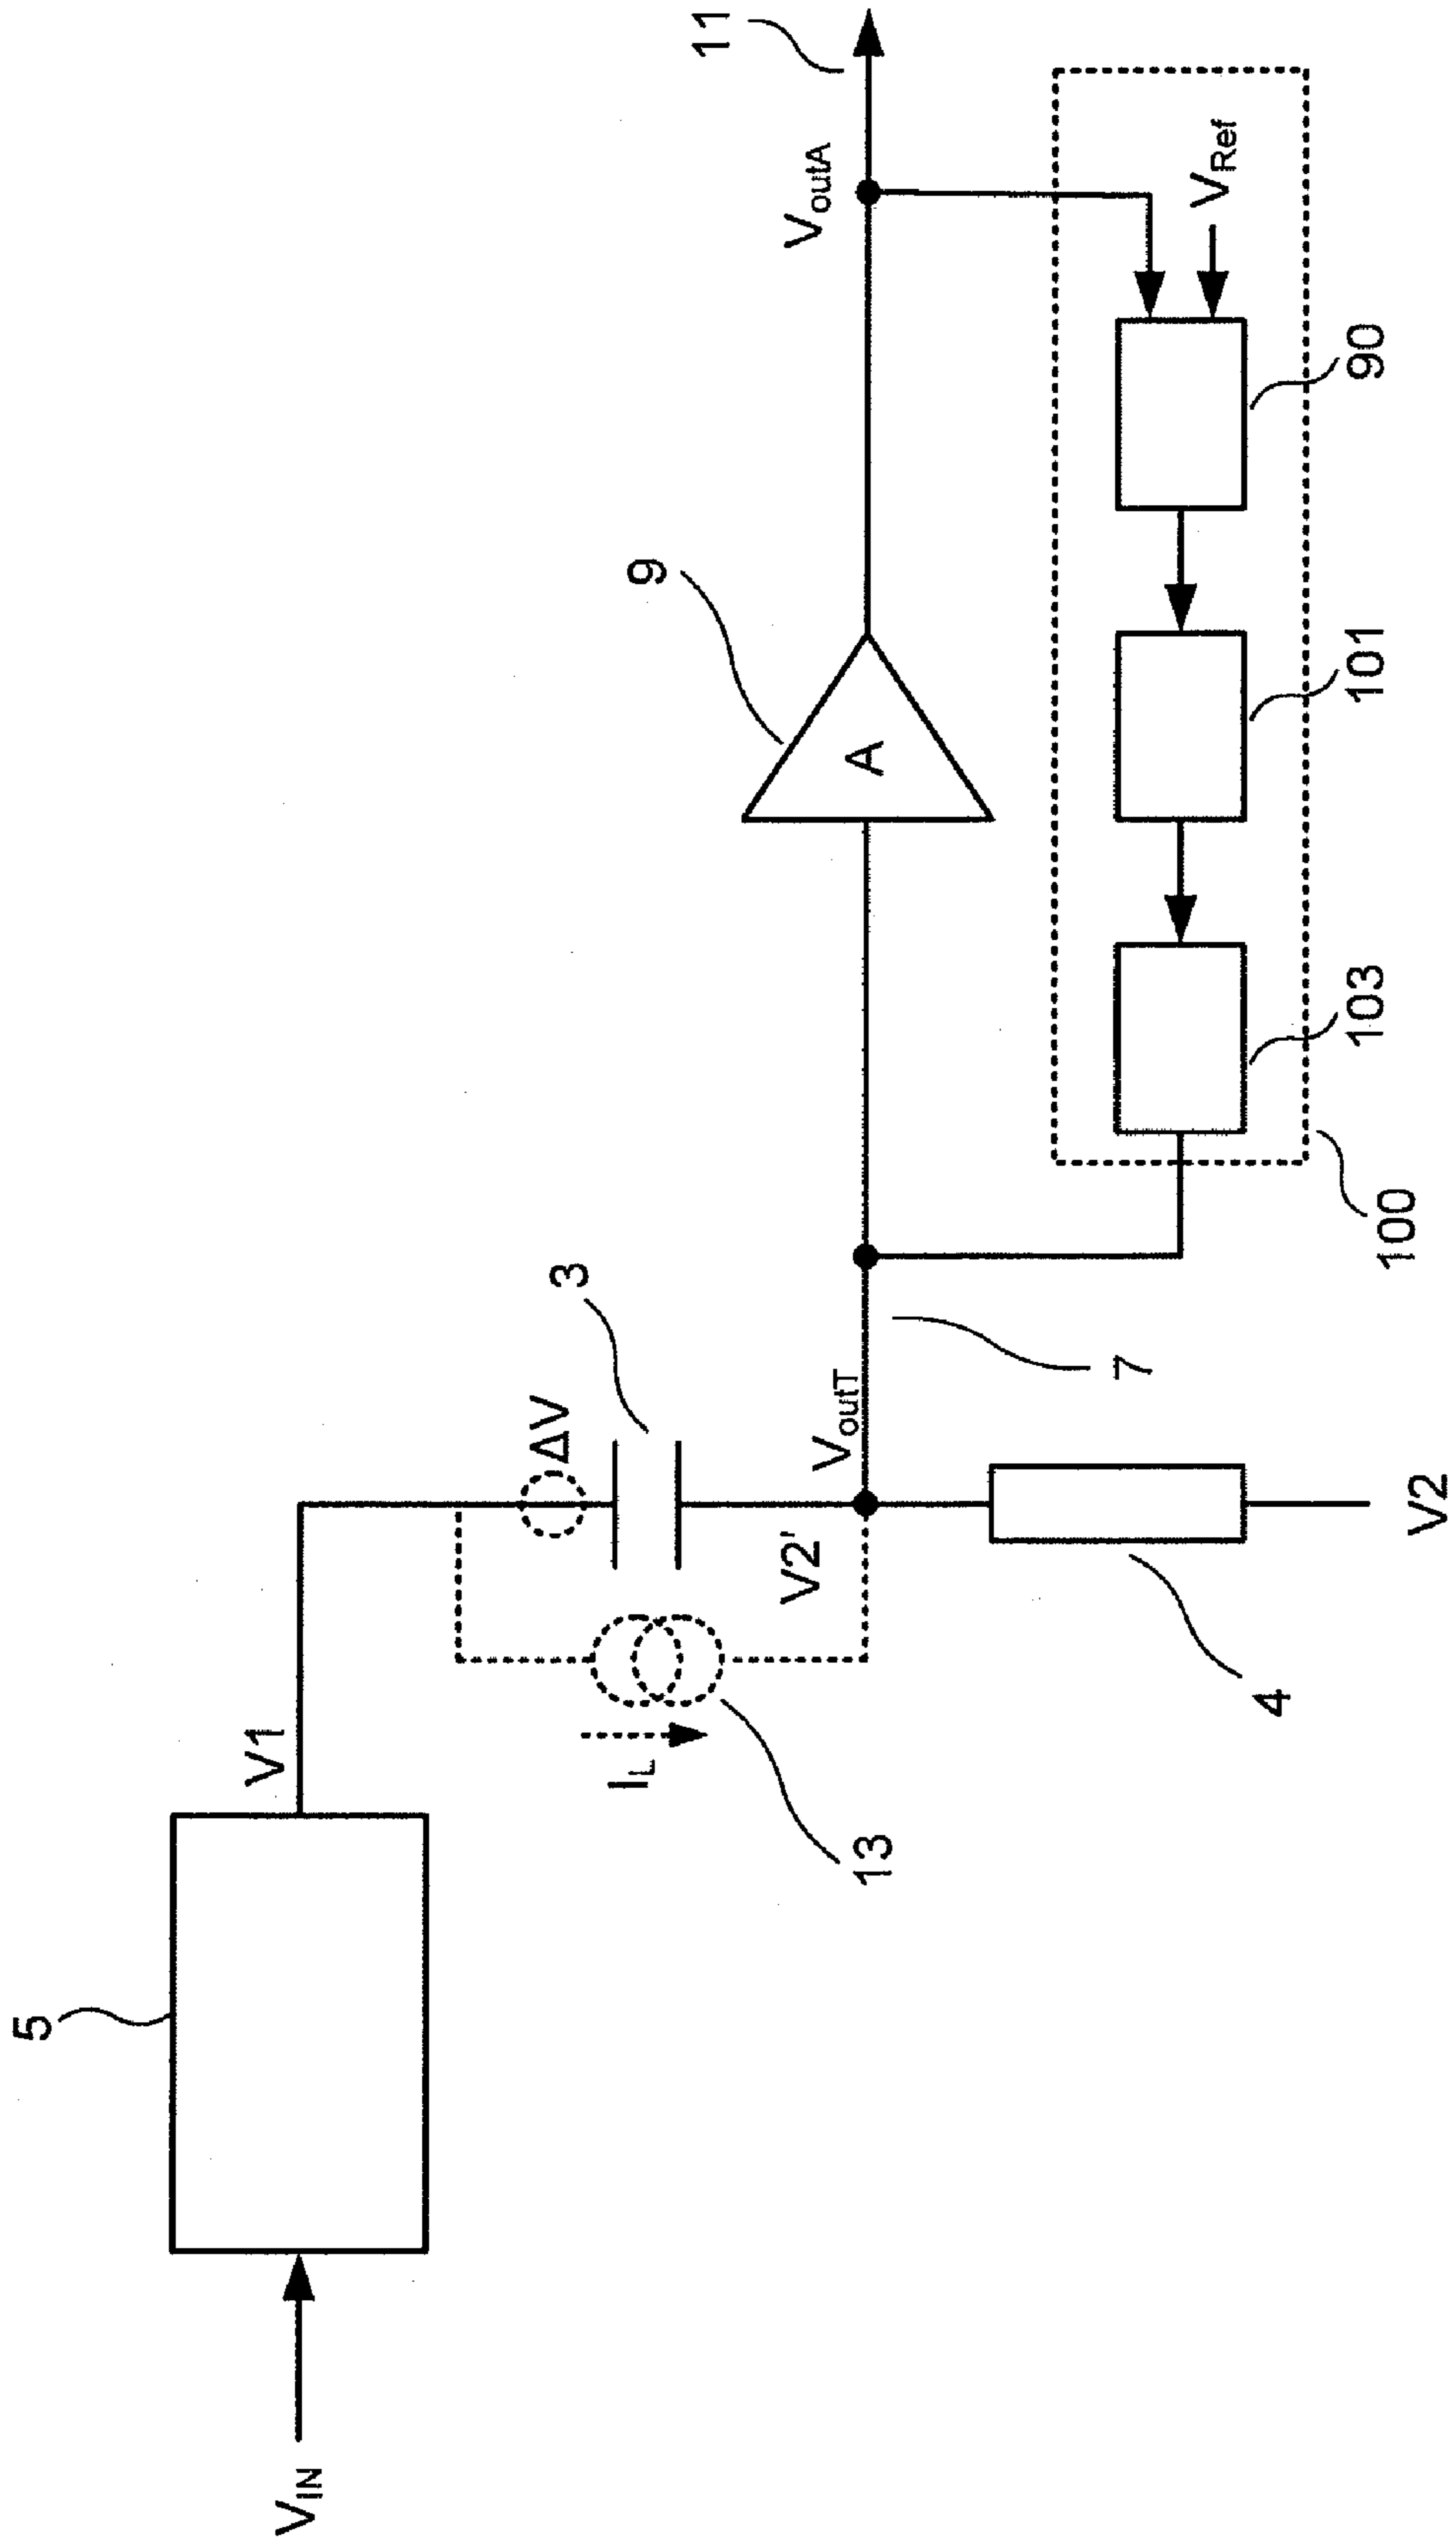 V_IN
5
V1
I_L
13
ΔV
3
V2'
V_outT
4
V2
7
9
A
V_outA
11
V_Ref
90
101
103
100